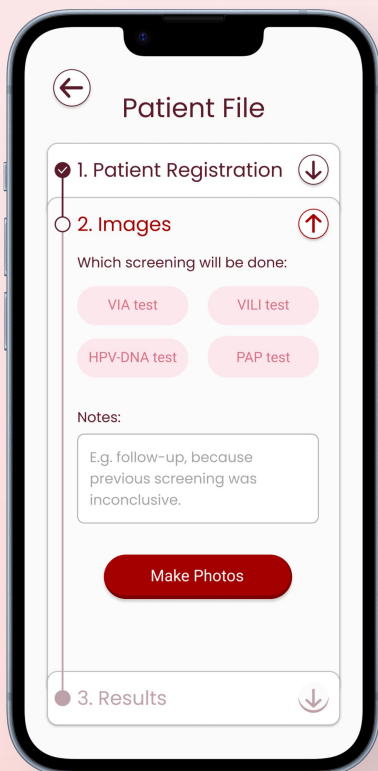 Patient File
1. Patient Registration
2. Images
Which screening will be done:
VIA test
VILI test
HPV-DNA test
PAP test
Notes:
E.g. follow-up, because
previous screening was
inconclusive.
Make Photos
3. Results